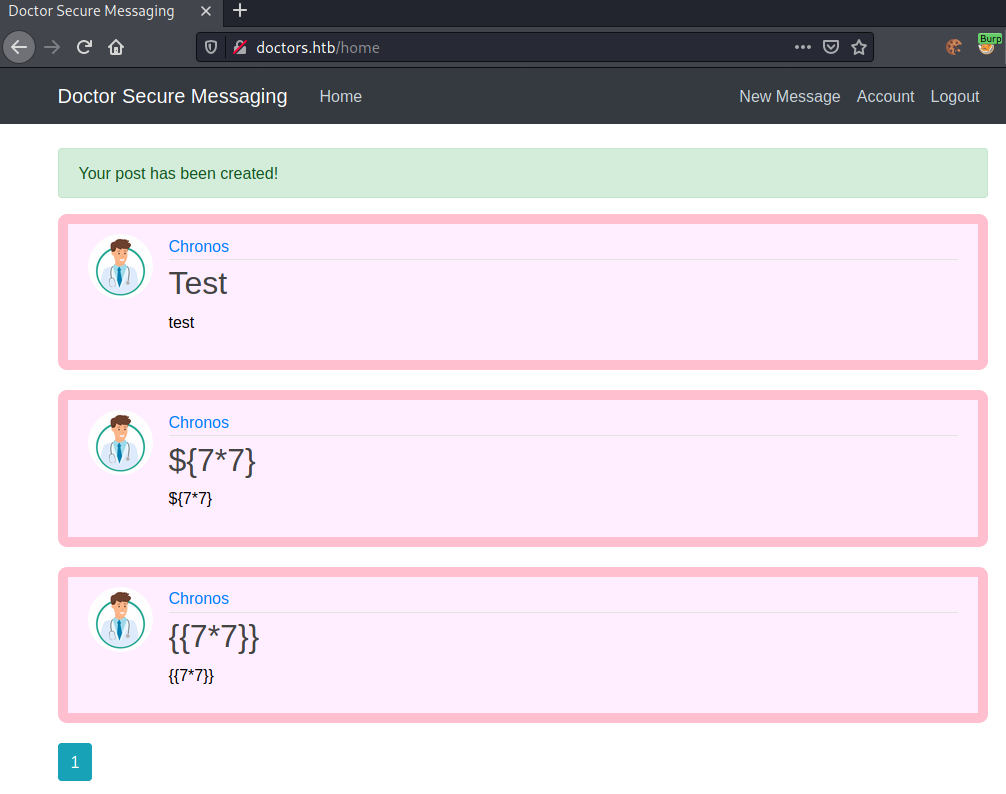 Doctor Secure Messaging
doctors.htb/home
Burp
Doctor Secure Messaging Home New Message Account Logout
Your post has been created!
Chronos
Test
test
Chronos
${7*7}
${7*7}
Chronos
{{7*7}}
{{7*7}}
1